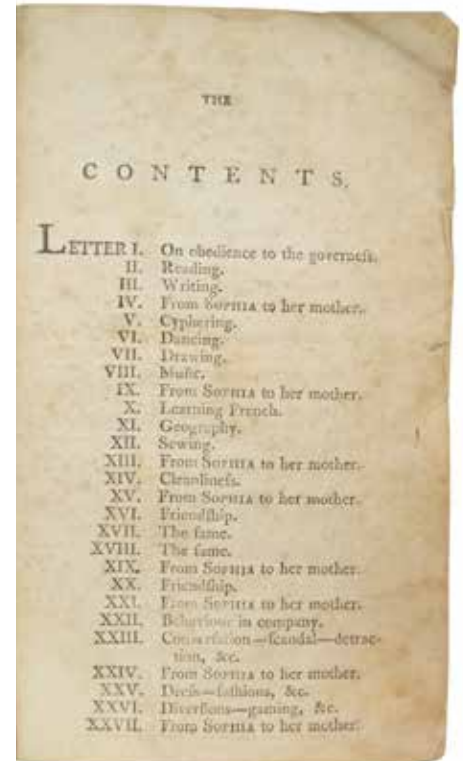 THE
CONTENTS.
LETTER I. On obedience to the governeſs.
II. Reading.
III. Writing.
IV. From SOPHIA to her mother.
V. Cyphering.
VI. Dancing.
VII. Drawing.
VIII. Muſic.
IX. From SOPHIA to her mother.
X. Learning French.
XI. Geography.
XII. Sewing.
XIII. From SOPHIA to her mother.
XIV. Cleanlineſs.
XV. From SOPHIA to her mother.
XVI. Friendſhip.
XVII. The ſame.
XVIII. The ſame.
XIX. From SOPHIA to her mother.
XX. Friendſhip.
XXI. From SOPHIA to her mother.
XXII. Behaviour in company.
XXIII. Converſation—ſcandal—detrac-
tion, &c.
XXIV. From SOPHIA to her mother.
XXV. Dreſs—faſhions, &c.
XXVI. Diverſions—gaming, &c.
XXVII. From SOPHIA to her mother.